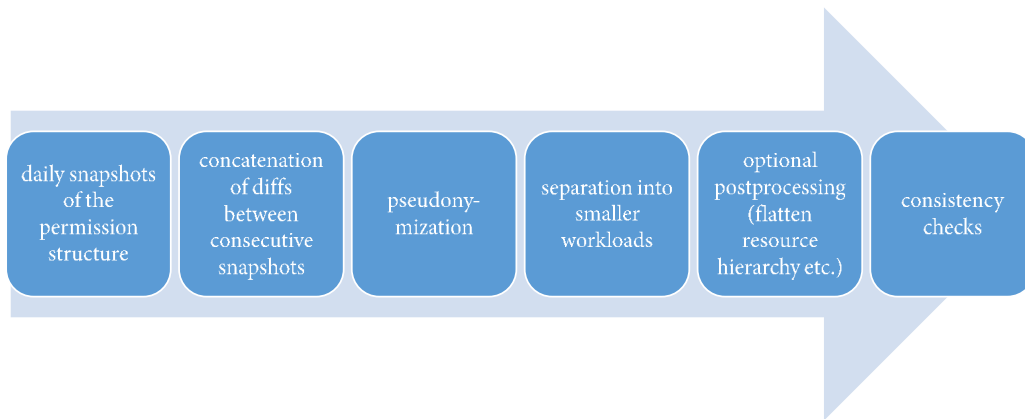 daily snapshots
of the
permission
structure
concatenation
of diffs
between
consecutive
snapshots
pseudony-
mization
separation into
smaller
workloads
optional
postprocessing
(flatten
resource
hierarchy etc.)
consistency
checks